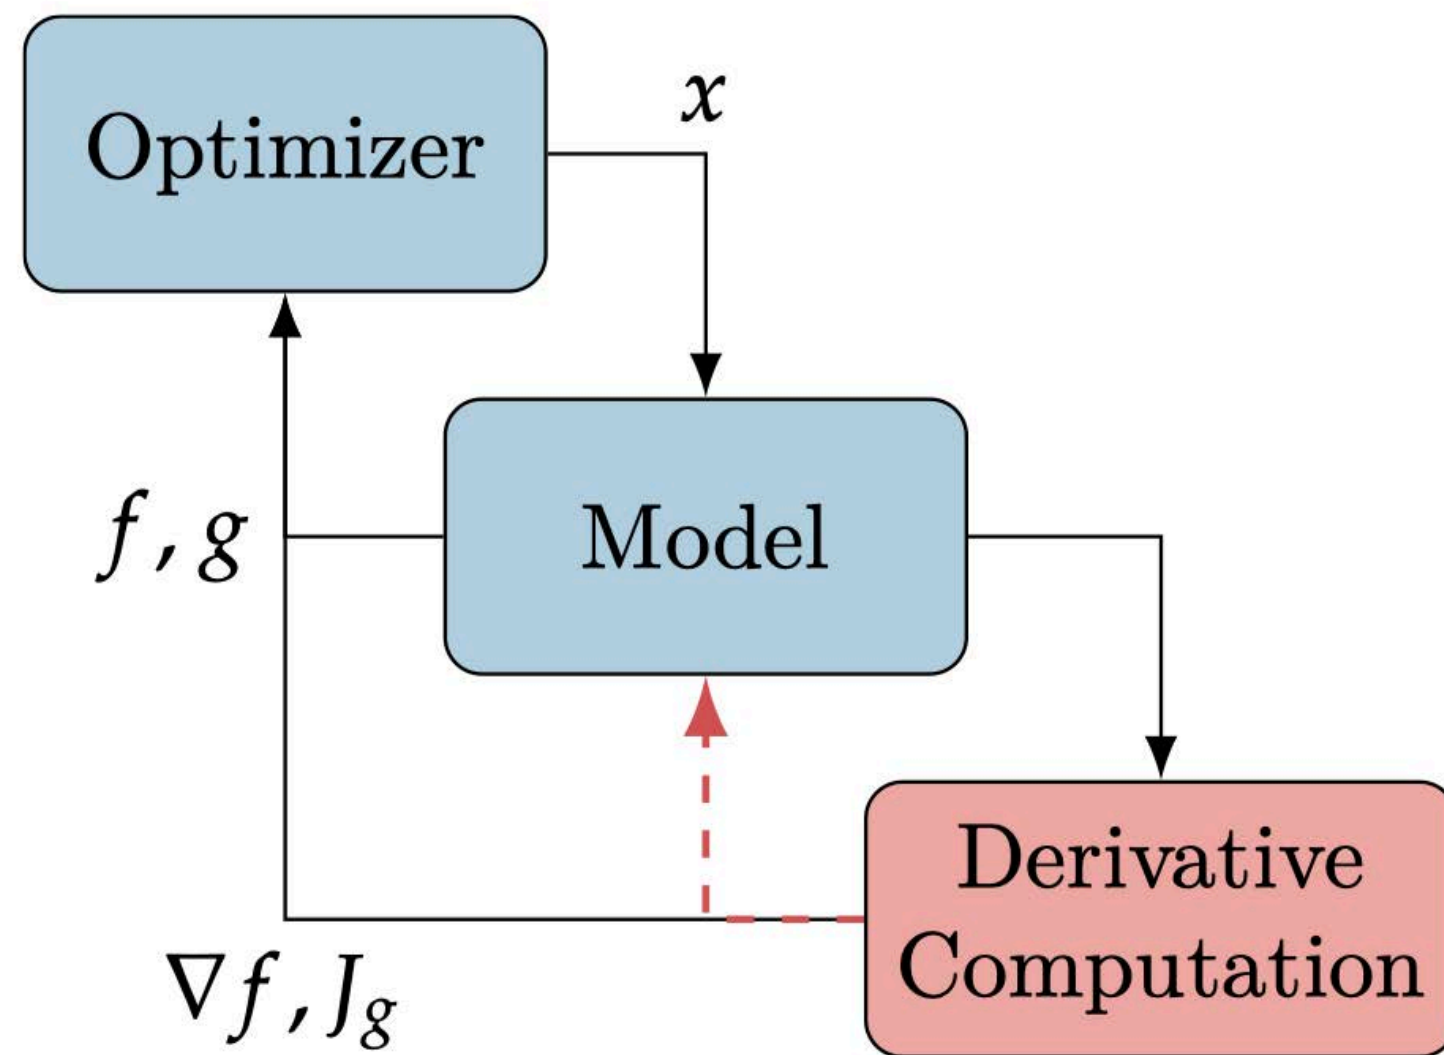 Optimizer
x
f, g
Model
Derivative
Computation
∇f, J_g